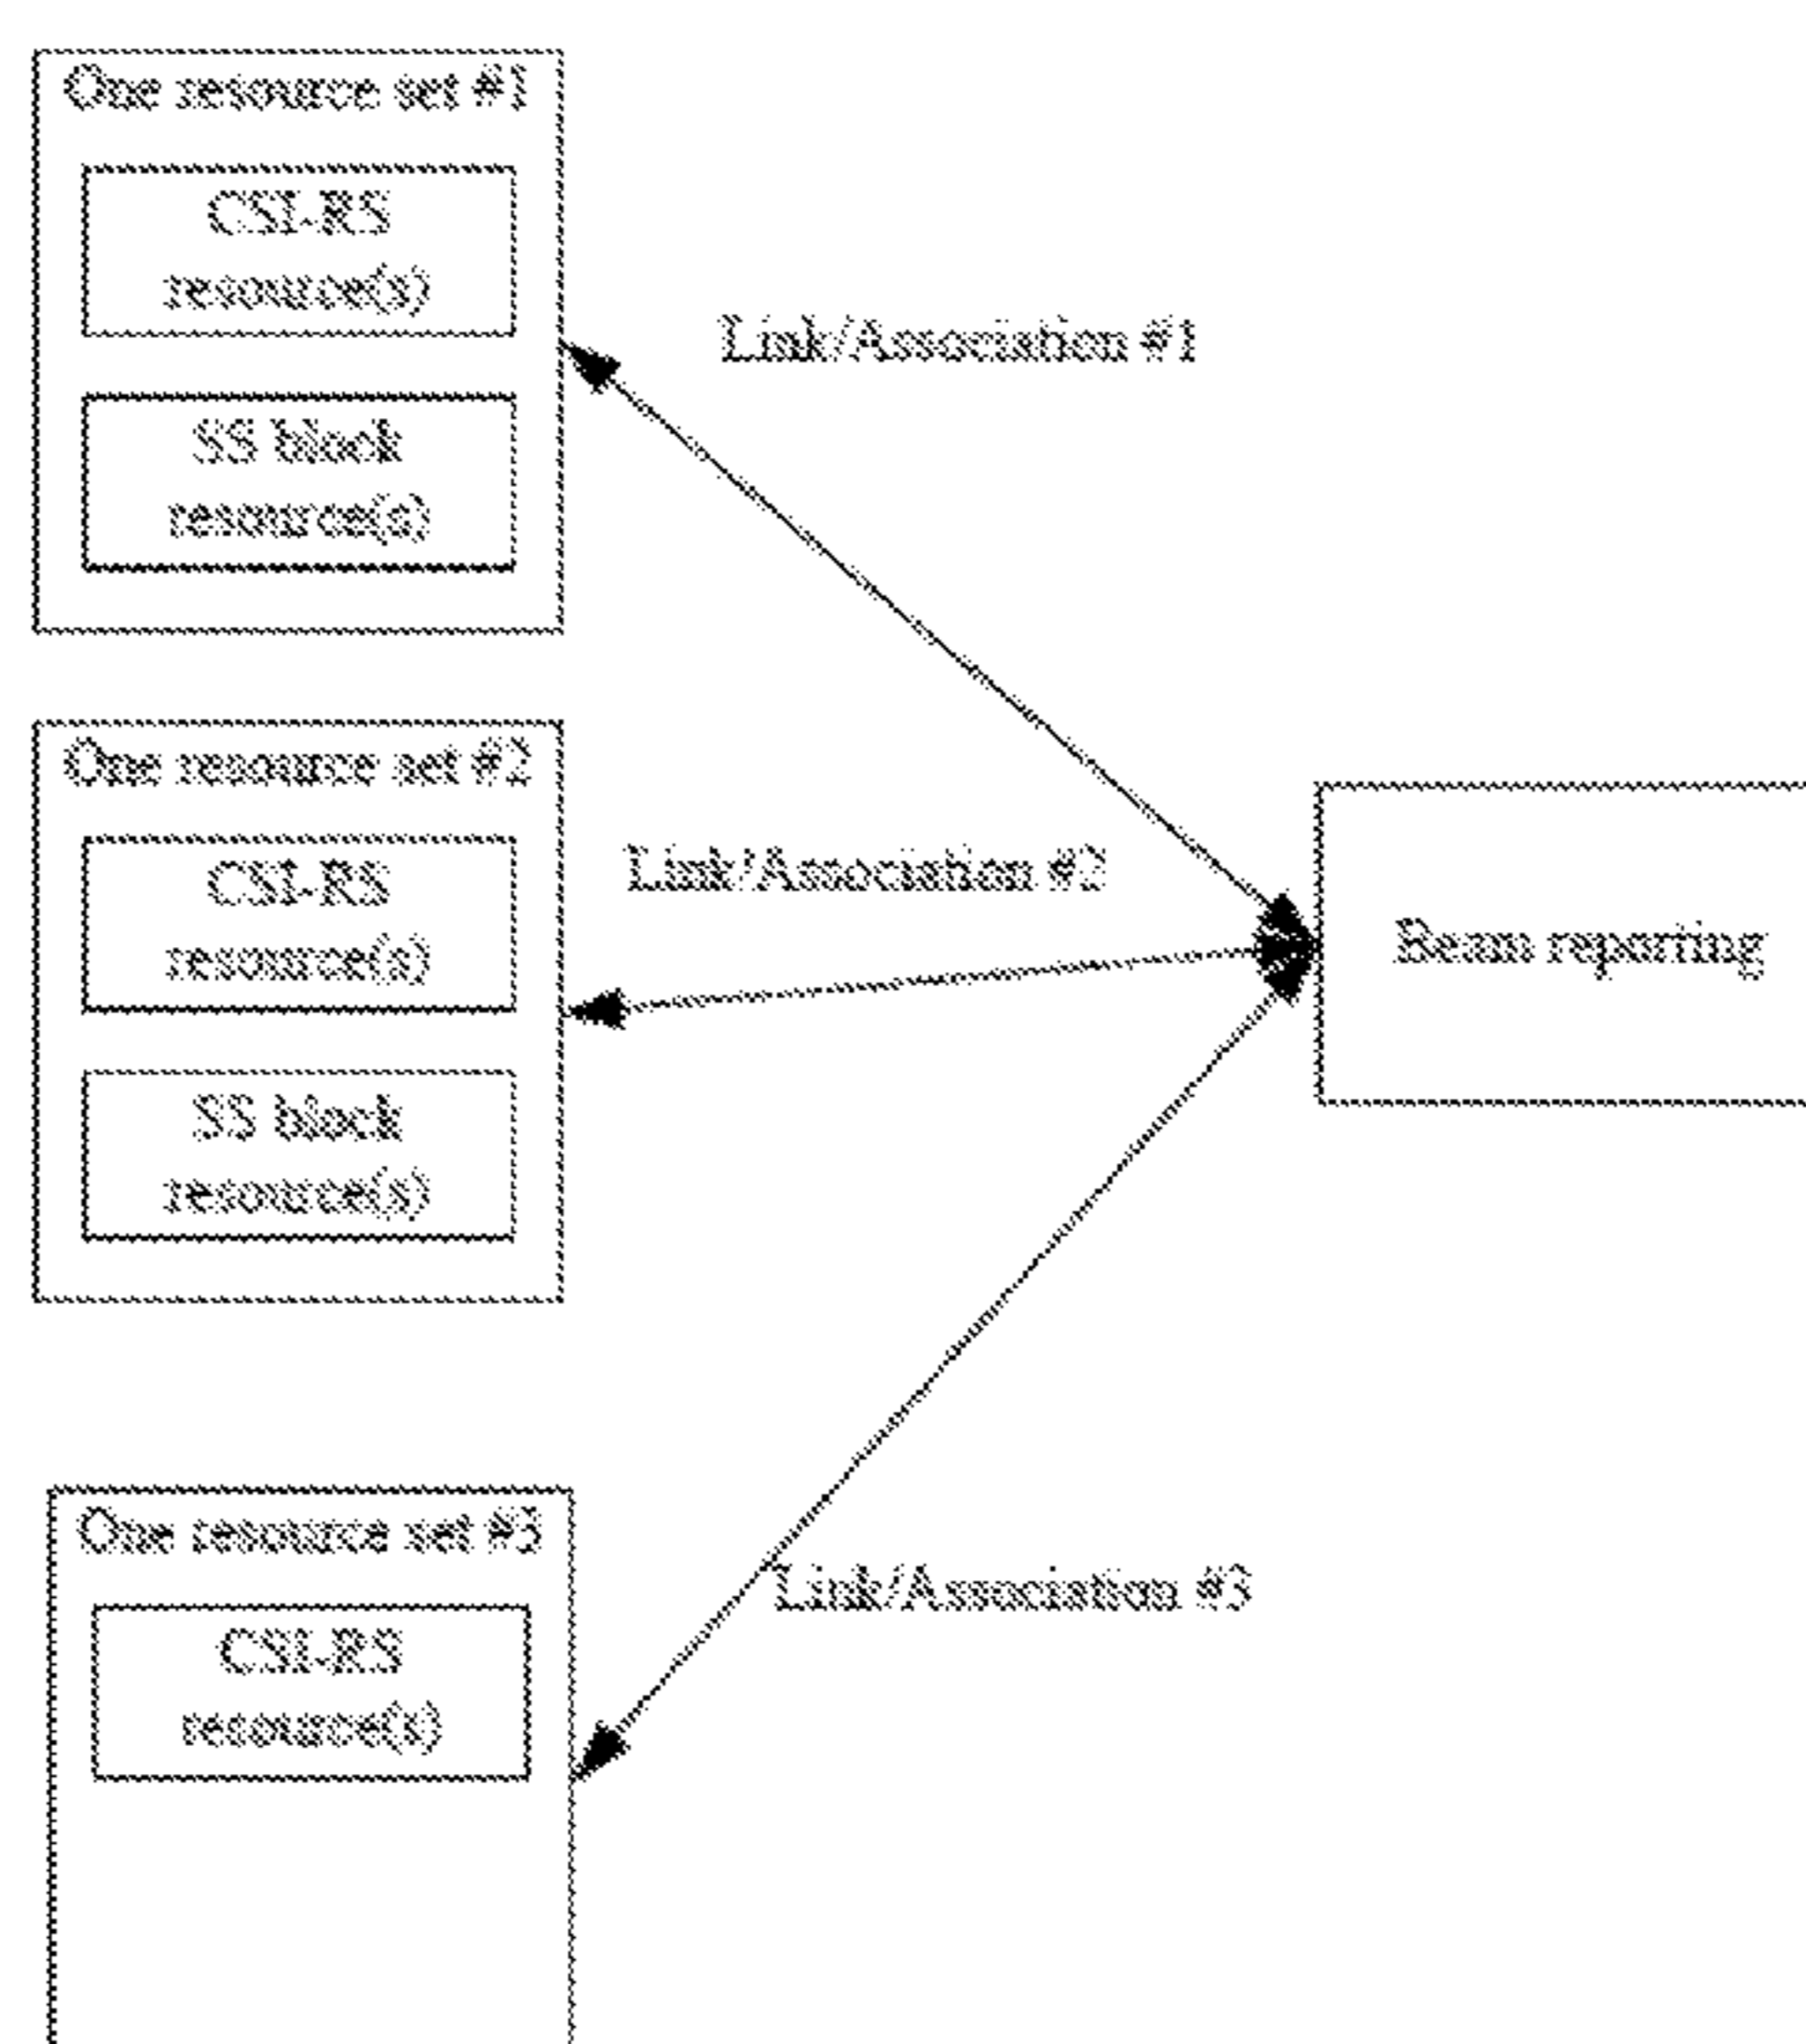 One resource set #1
CSI-RS
resource(s)
SS block
resource(s)
Link/Association #1
One resource set #2
CSI-RS
resource(s)
SS block
resource(s)
Link/Association #2
Beam reporting
One resource set #3
CSI-RS
resource(s)
Link/Association #3